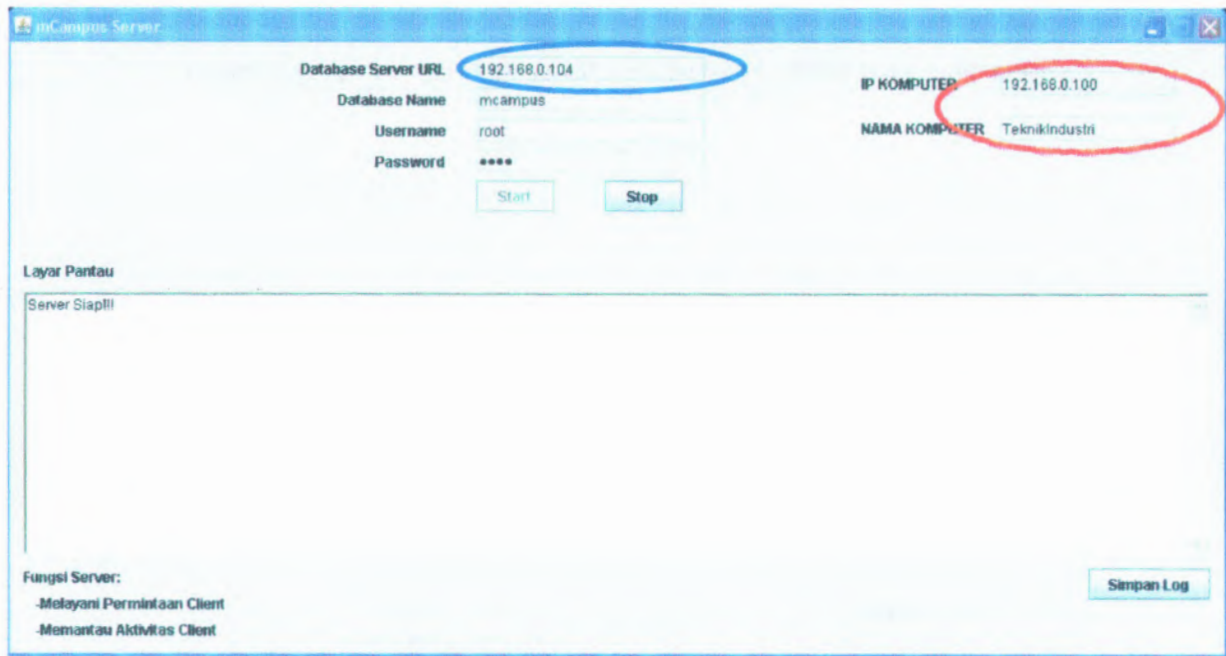 mCampus Server
Database Server URL 192.168.0.104
Database Name mcampus
Username root
Password ••••
Start Stop
IP KOMPUTER 192.168.0.100
NAMA KOMPUTER TeknikIndustri
Layar Pantau
Server Siap!!!
Fungsi Server:
-Melayani Permintaan Client
-Memantau Aktivitas Client
Simpan Log